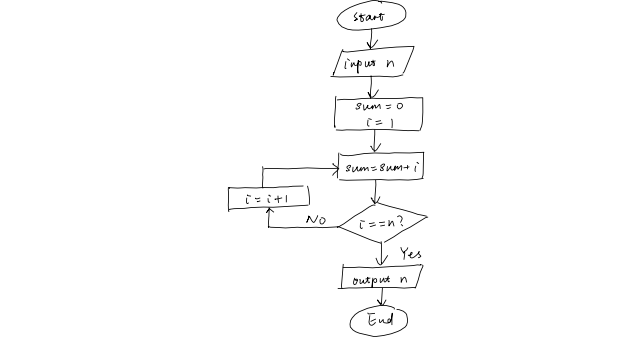 Start
input n
sum = 0
i = 1
sum = sum + i
i = i + 1
No
i == n?
Yes
output n
End